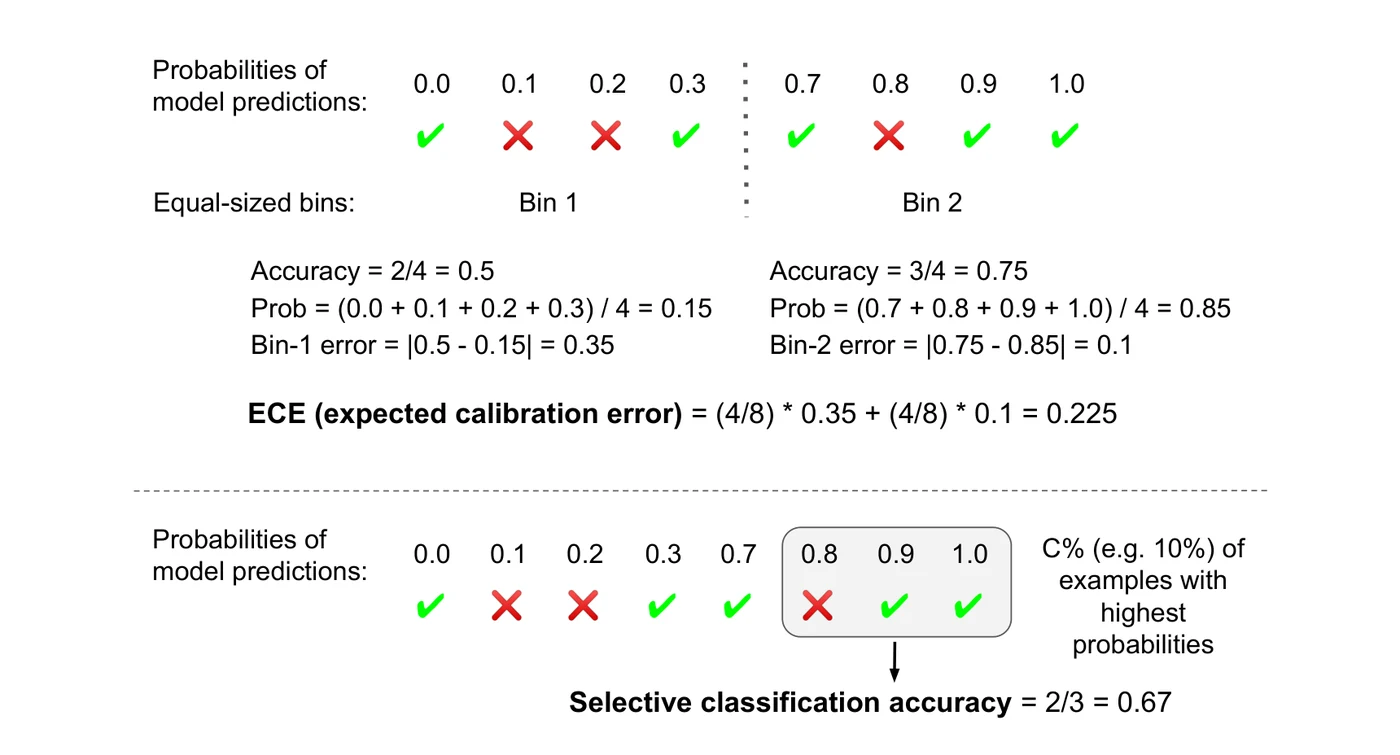 Probabilities of
model predictions:
0.0 0.1 0.2 0.3 0.7 0.8 0.9 1.0
✔ ❌ ❌ ✔ ✔ ❌ ✔ ✔
Equal-sized bins: Bin 1 Bin 2
Accuracy = 2/4 = 0.5
Prob = (0.0 + 0.1 + 0.2 + 0.3) / 4 = 0.15
Bin-1 error = |0.5 - 0.15| = 0.35
Accuracy = 3/4 = 0.75
Prob = (0.7 + 0.8 + 0.9 + 1.0) / 4 = 0.85
Bin-2 error = |0.75 - 0.85| = 0.1
ECE (expected calibration error) = (4/8) * 0.35 + (4/8) * 0.1 = 0.225
Probabilities of
model predictions:
0.0 0.1 0.2 0.3 0.7 0.8 0.9 1.0
✔ ❌ ❌ ✔ ✔ ❌ ✔ ✔
C% (e.g. 10%) of
examples with
highest
probabilities
Selective classification accuracy = 2/3 = 0.67